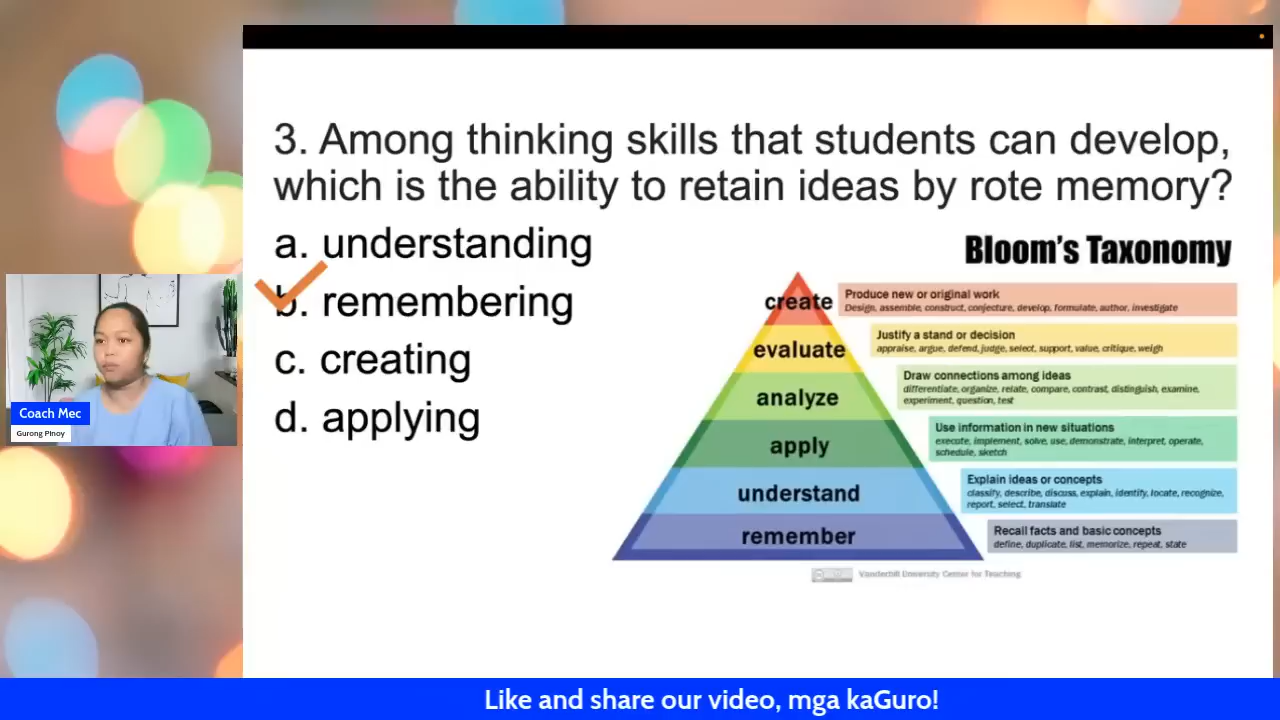 3. Among thinking skills that students can develop,
which is the ability to retain ideas by rote memory?
a. understanding
b. remembering
c. creating
d. applying
Bloom's Taxonomy
create
Produce new or original work
Design, assemble, construct, conjecture, develop, formulate, author, investigate
evaluate
Justify a stand or decision
appraise, argue, defend, judge, select, support, value, critique, weigh
analyze
Draw connections among ideas
differentiate, organize, relate, compare, contrast, distinguish, examine,
experiment, question, test
apply
Use information in new situations
execute, implement, solve, use, demonstrate, interpret, operate,
schedule, sketch
understand
Explain ideas or concepts
classify, describe, discuss, explain, identify, locate, recognize,
report, select, translate
remember
Recall facts and basic concepts
define, duplicate, list, memorize, repeat, state
Vanderbilt University Center for Teaching
Coach Mec
Gurong Pinoy
Like and share our video, mga kaGuro!